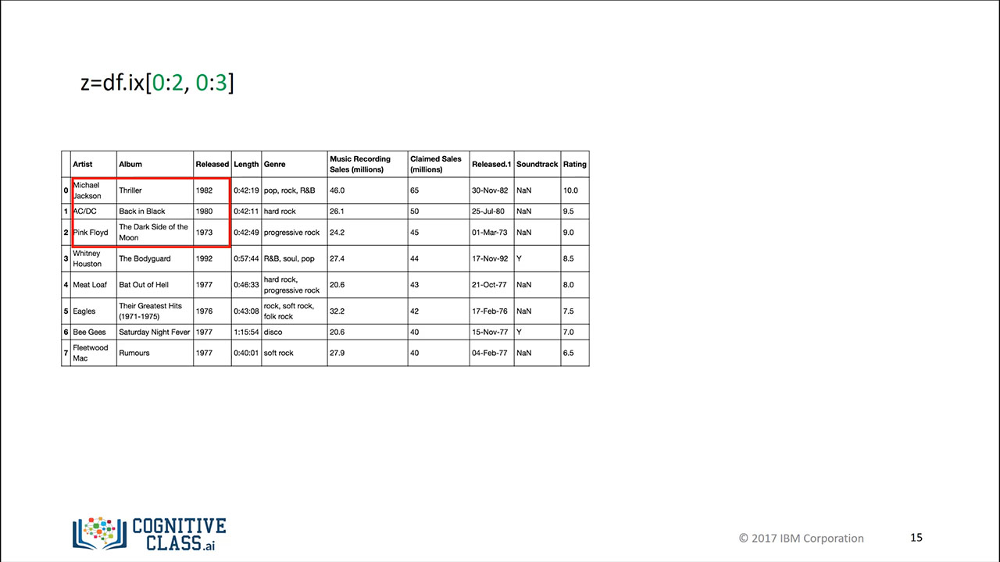 z=df.ix[0:2, 0:3]
Artist Album Released Length Genre Music Recording Sales (millions) Claimed Sales (millions) Released.1 Soundtrack Rating
0 Michael Jackson Thriller 1982 0:42:19 pop, rock, R&B 46.0 65 30-Nov-82 NaN 10.0
1 AC/DC Back in Black 1980 0:42:11 hard rock 26.1 50 25-Jul-80 NaN 9.5
2 Pink Floyd The Dark Side of the Moon 1973 0:42:49 progressive rock 24.2 45 01-Mar-73 NaN 9.0
3 Whitney Houston The Bodyguard 1992 0:57:44 R&B, soul, pop 27.4 44 17-Nov-92 Y 8.5
4 Meat Loaf Bat Out of Hell 1977 0:46:33 hard rock, progressive rock 20.6 43 21-Oct-77 NaN 8.0
5 Eagles Their Greatest Hits (1971-1975) 1976 0:43:08 rock, soft rock, folk rock 32.2 42 17-Feb-76 NaN 7.5
6 Bee Gees Saturday Night Fever 1977 1:15:54 disco 20.6 40 15-Nov-77 Y 7.0
7 Fleetwood Mac Rumours 1977 0:40:01 soft rock 27.9 40 04-Feb-77 NaN 6.5
COGNITIVE
CLASS.ai
© 2017 IBM Corporation 15